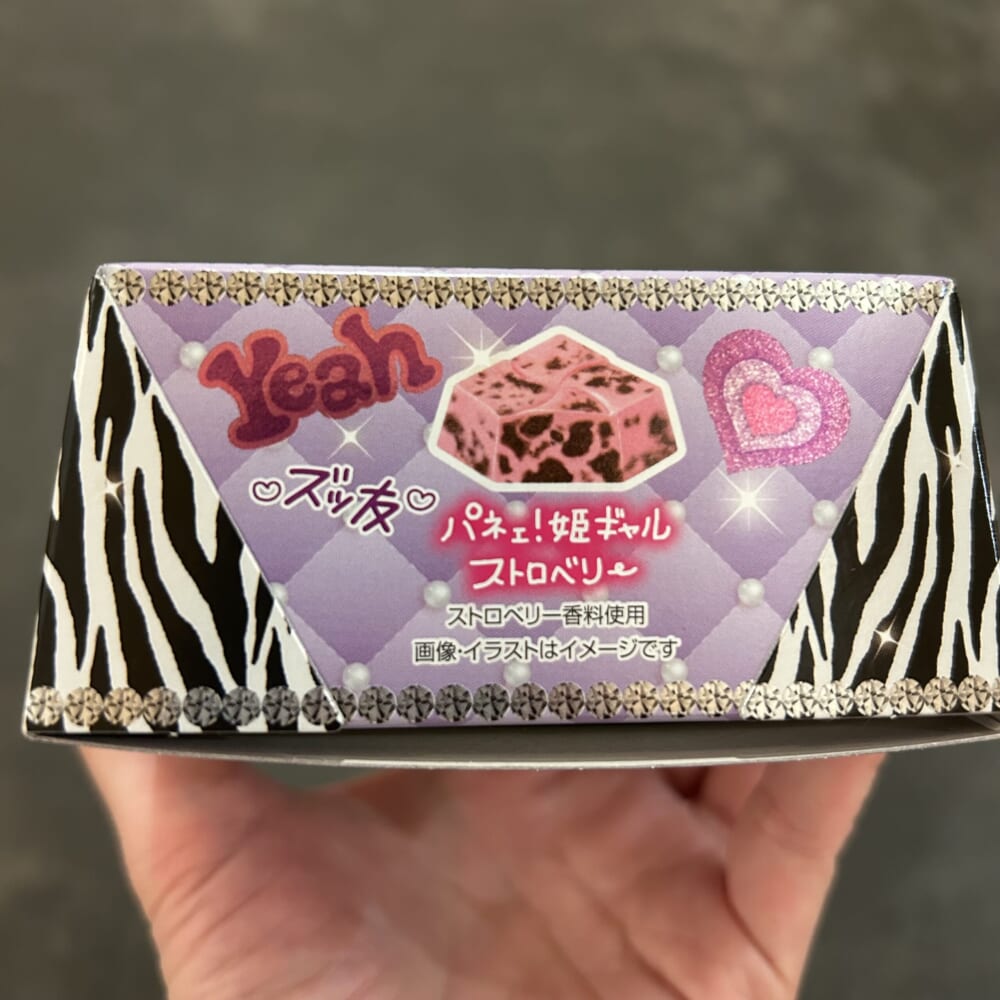 Yeah
♡ズッ友♡
パネェ!姫ギャル
ストロベリー
ストロベリー香料使用
画像・イラストはイメージです